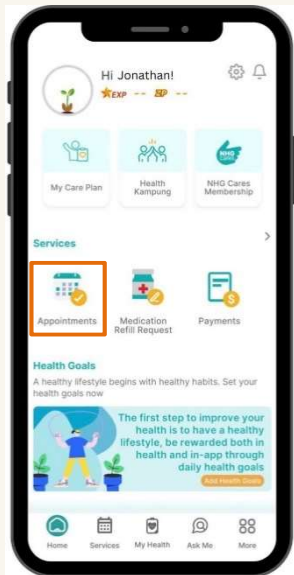 Hi Jonathan!
EXP -- HP --
My Care Plan
Health
Kampung
NHG
cares
NHG Cares
Membership
Services
Appointments
Medication
Refill Request
Payments
Health Goals
A healthy lifestyle begins with healthy habits. Set your
health goals now
The first step to improve your
health is to have a healthy
lifestyle, be rewarded both in
health and in-app through
daily health goals
Add Health Goals
Home
Services
My Health
Ask Me
More